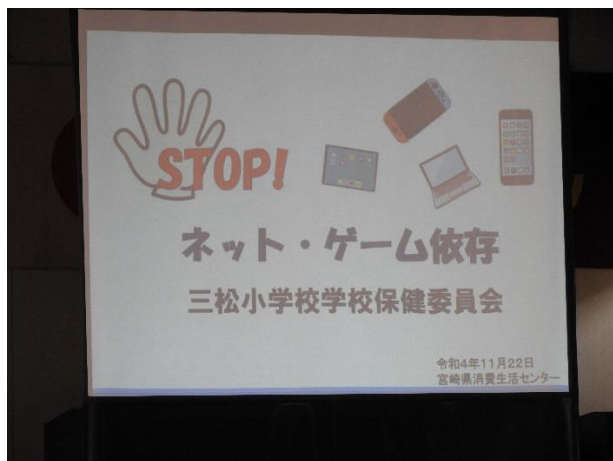 STOP!
ネット・ゲーム依存
三松小学校学校保健委員会
令和4年11月22日
宮崎県消費生活センター